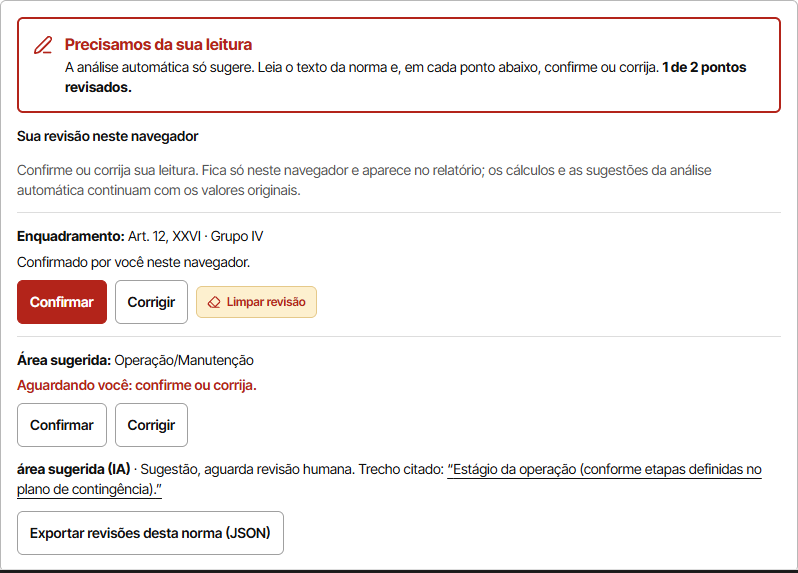 Precisamos da sua leitura
A análise automática só sugere. Leia o texto da norma e, em cada ponto abaixo, confirme ou corrija. 1 de 2 pontos
revisados.
Sua revisão neste navegador
Confirme ou corrija sua leitura. Fica só neste navegador e aparece no relatório; os cálculos e as sugestões da análise
automática continuam com os valores originais.
Enquadramento: Art. 12, XXVI · Grupo IV
Confirmado por você neste navegador.
Confirmar Corrigir Limpar revisão
Área sugerida: Operação/Manutenção
Aguardando você: confirme ou corrija.
Confirmar Corrigir
área sugerida (IA) · Sugestão, aguarda revisão humana. Trecho citado: “Estágio da operação (conforme etapas definidas no
plano de contingência).”
Exportar revisões desta norma (JSON)